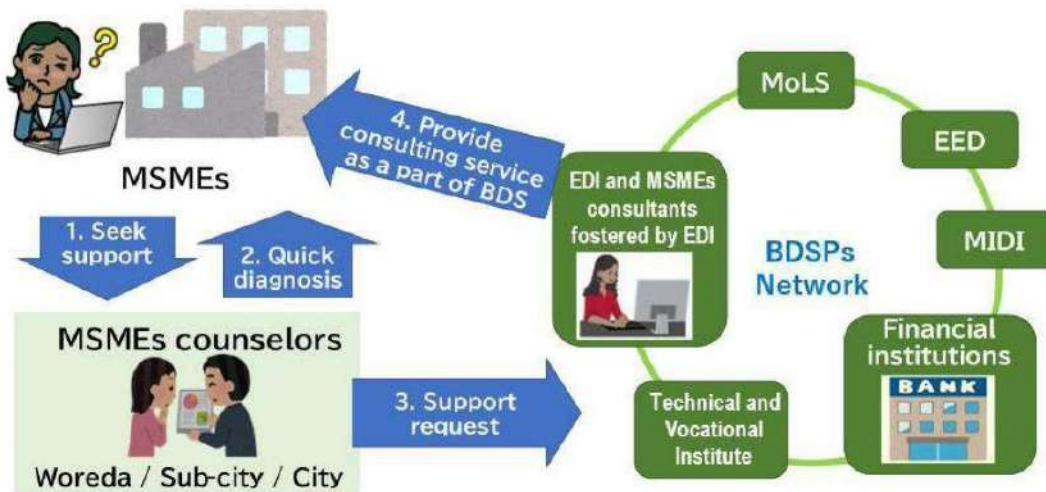 ?
MSMEs
1. Seek
support
2. Quick
diagnosis
MSMEs counselors
Woreda / Sub-city / City
3. Support
request
4. Provide
consulting service
as a part of BDS
EDI and MSMEs
consultants
fostered by EDI
MoLS
EED
MIDI
BDSPs
Network
Financial
institutions
BANK
Technical and
Vocational
Institute